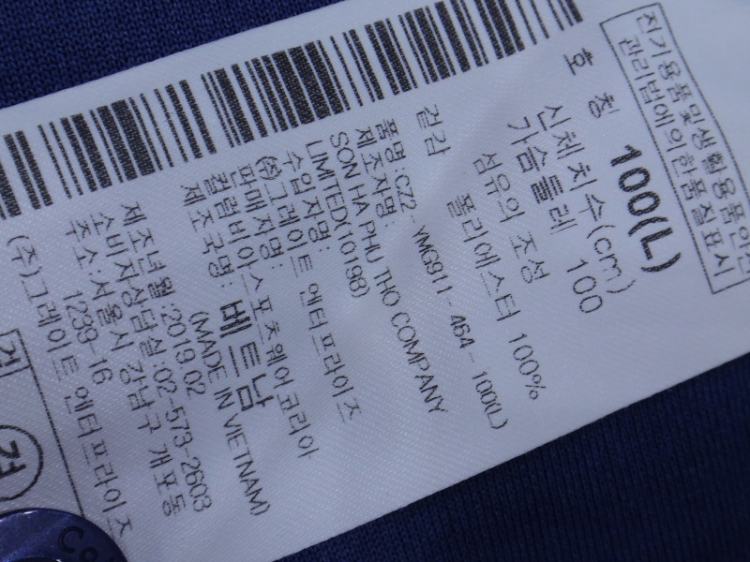 전기용품및생활용품안전
관리법에의한품질표시
호 칭 100(L)
신체치수(cm)
가슴둘레 100
섬유의 조성
겉감 폴리에스터 100%
품명:CZ2 - YMG911 - 464 - 100(L)
제조자명:
SON HA PHU THO COMPANY
LIMITED(10198)
수입자명:
㈜그레이트 엔터프라이즈
판매자명:
컬럼비아스포츠웨어코리아
제조국명: 베트남
(MADE IN VIETNAM)
제조년월:2019.02
소비자상담실:02-573-2603
주소:서울시 강남구 개포동
1239-16
(주)그레이트 엔터프라이즈
Co